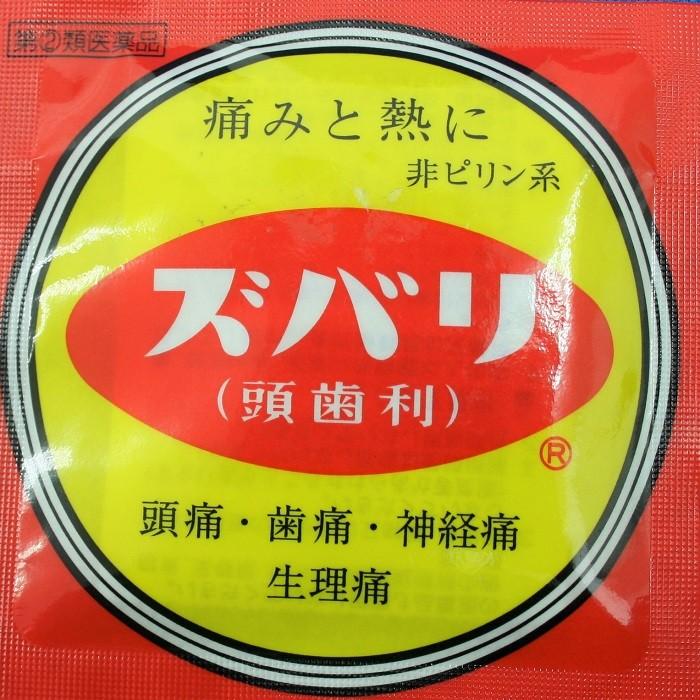 第②類医薬品
痛みと熱に
非ピリン系
ズバリ
(頭歯利)
®
頭痛・歯痛・神経痛
生理痛